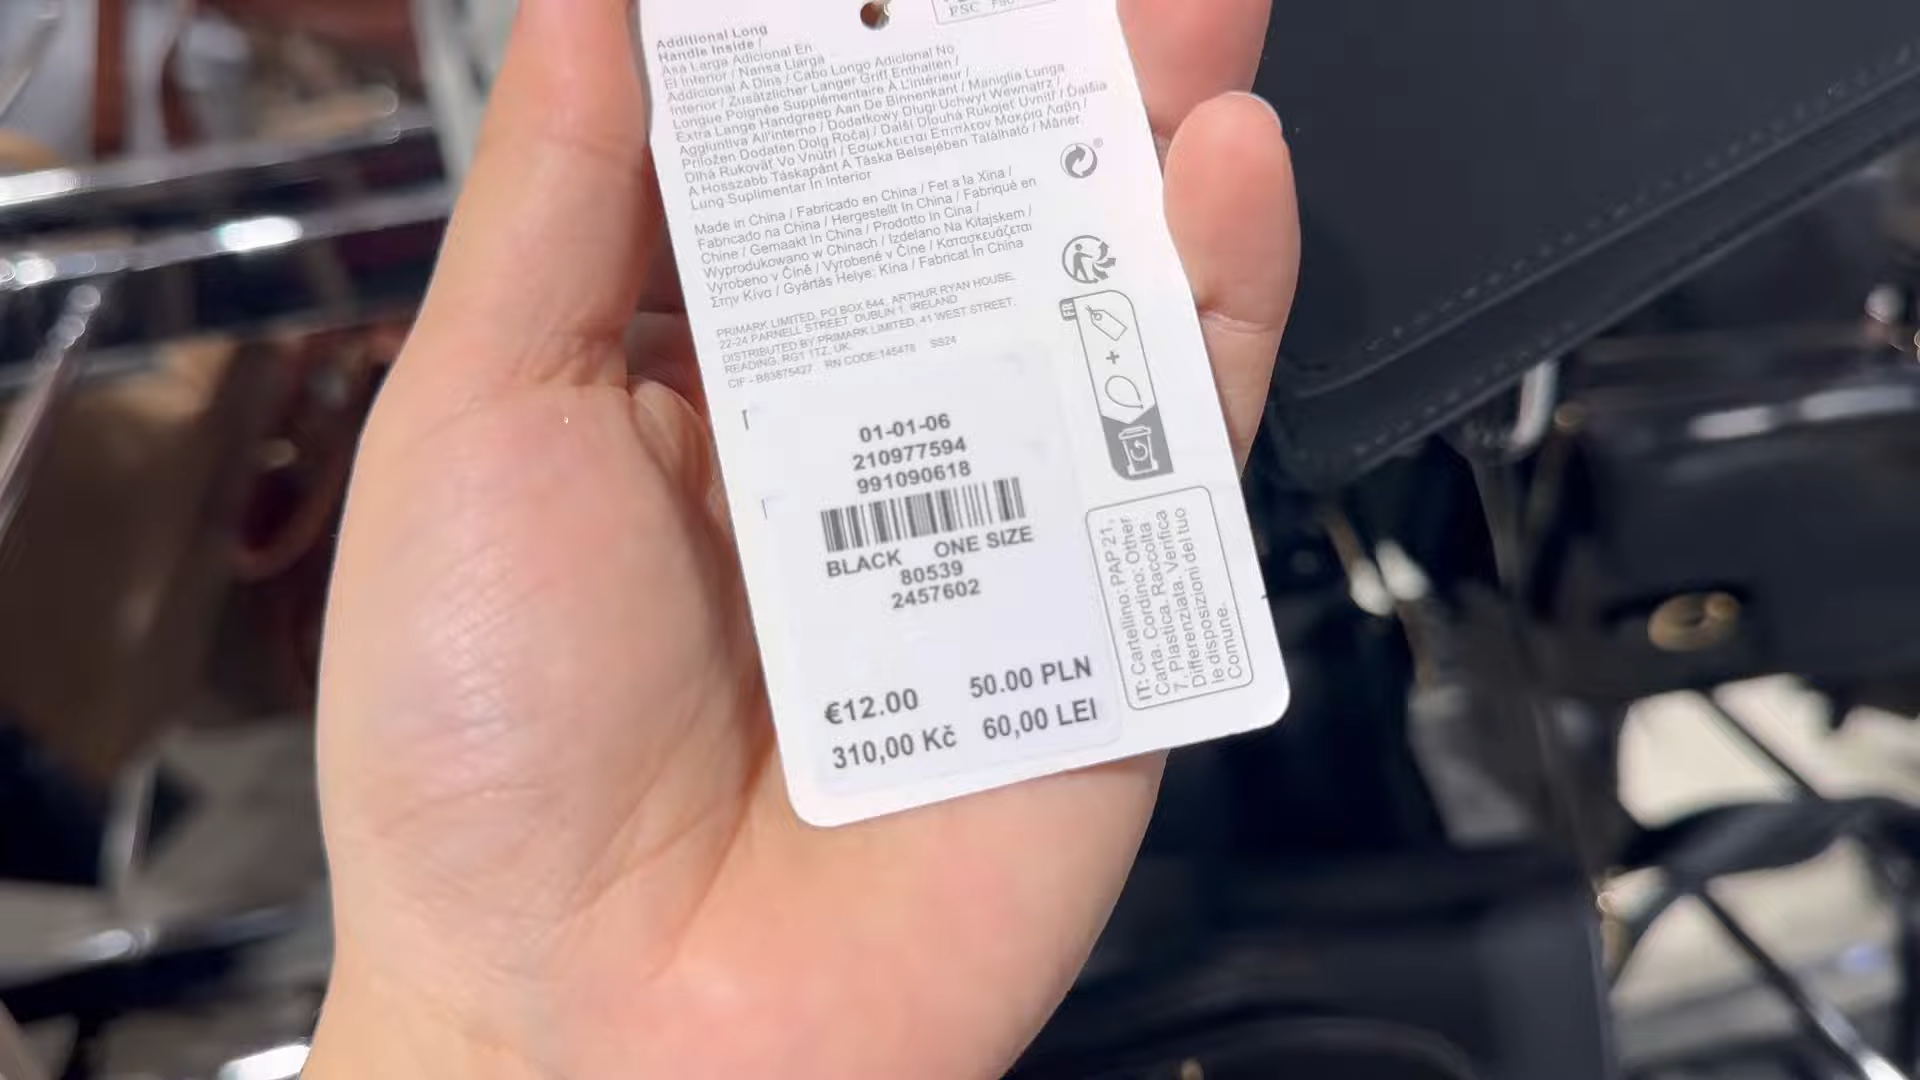 FSC
Additional Long
Handle Inside /
Asa Larga Adicional En
El Interior / Nansa Llarga
Addicional A Dins / Cabo Longo Adicional No
Interior / Zusätzlicher Langer Griff Enthalten /
Longue Poignée Supplémentaire À L'intérieur /
Extra Lange Handgreep Aan De Binnenkant / Maniglia Lunga
Aggiuntiva All'interno / Dodatkowy Długi Uchwyt Wewnątrz /
Priložen Dodaten Dolg Ročaj / Další Dlouhá Rukojeť Uvnitř / Ďalšia
Dlhá Rukoväť Vo Vnútri / Εσωκλείεται Επιπλέον Μακριά Λαβή /
A Hosszabb Táskapánt A Táska Belsejében Található / Mâner
Lung Suplimentar În Interior
Made in China / Fabricado en China / Fet a la Xina /
Fabricado na China / Hergestellt In China / Fabriqué en
Chine / Gemaakt In China / Prodotto In Cina /
Wyprodukowano w Chinach / Izdelano Na Kitajskem /
Vyrobeno v Číně / Vyrobené v Číne / Κατασκευάζεται
Στην Κίνα / Gyártás Helye: Kína / Fabricat În China
PRIMARK LIMITED, PO BOX 644, ARTHUR RYAN HOUSE,
22-24 PARNELL STREET, DUBLIN 1, IRELAND
DISTRIBUTED BY PRIMARK LIMITED, 41 WEST STREET,
READING, RG1 1TZ, UK.
CIF - B83875427 RN CODE:145478 SS24
FR
01-01-06
210977594
991090618
BLACK ONE SIZE
80539
2457602
€12.00 50.00 PLN
310,00 Kč 60,00 LEI
IT: Cartellino: PAP 21,
Carta. Cordino: Other
7, Plastica. Raccolta
Differenziata. Verifica
le disposizioni del tuo
Comune.